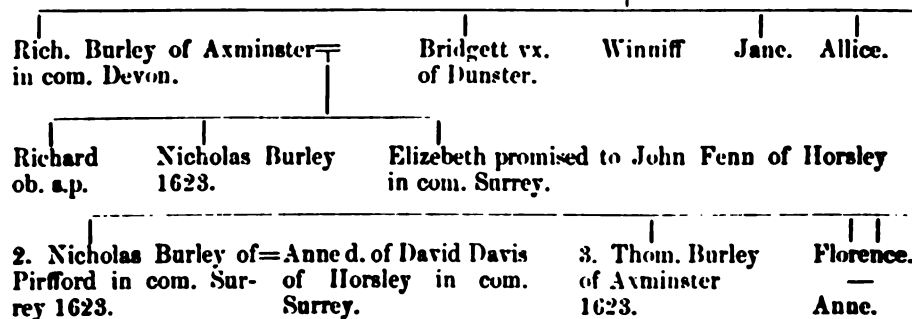 Rich. Burley of Axminster
in com. Devon.
Bridgett vx.
of Dunster.
Winniff
Jane.
Allice.
Richard
ob. s.p.
Nicholas Burley
1623.
Elizebeth promised to John Fenn of Horsley
in com. Surrey.
2. Nicholas Burley of=Anne d. of David Davis
Pirfford in com. Sur-
rey 1623.
of Horsley in com.
Surrey.
3. Thom. Burley
of Axminster
1623.
Florence.
—
Anne.